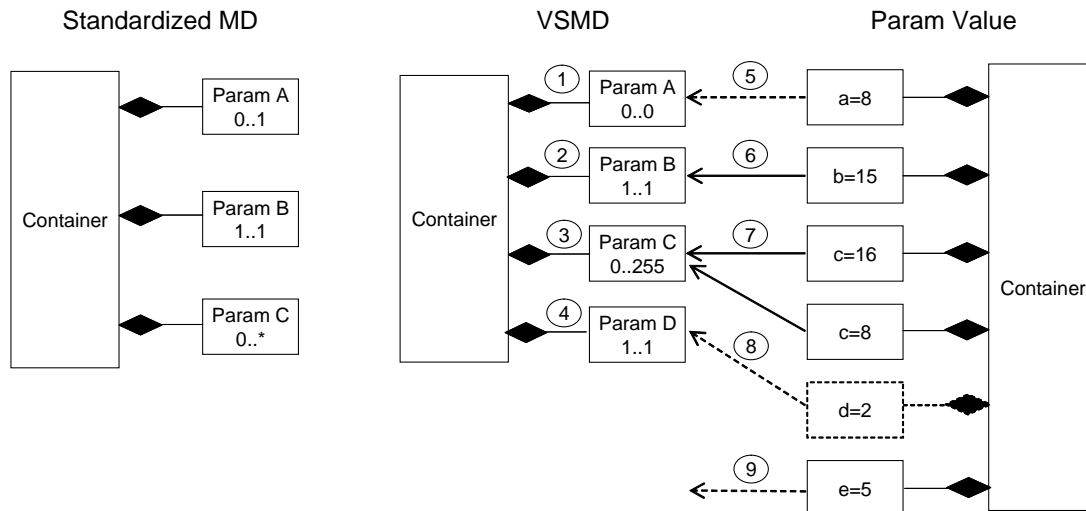 Standardized MD
VSMD
Param Value
Container
Param A
0..1
Param B
1..1
Param C
0..*
Container
1
Param A
0..0
2
Param B
1..1
3
Param C
0..255
4
Param D
1..1
5
6
7
8
9
a=8
b=15
c=16
c=8
d=2
e=5
Container